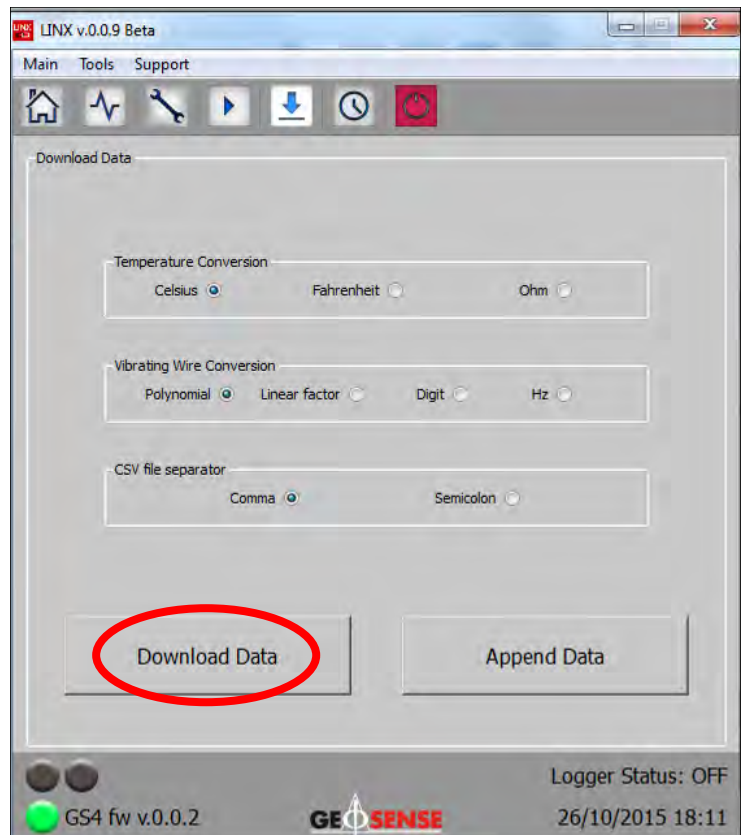 LINX v.0.0.9 Beta
Main Tools Support
Download Data
Temperature Conversion
Celsius Fahrenheit Ohm
Vibrating Wire Conversion
Polynomial Linear factor Digit Hz
CSV file separator
Comma Semicolon
Download Data Append Data
Logger Status: OFF
GS4 fw v.0.0.2 GEOSENSE 26/10/2015 18:11